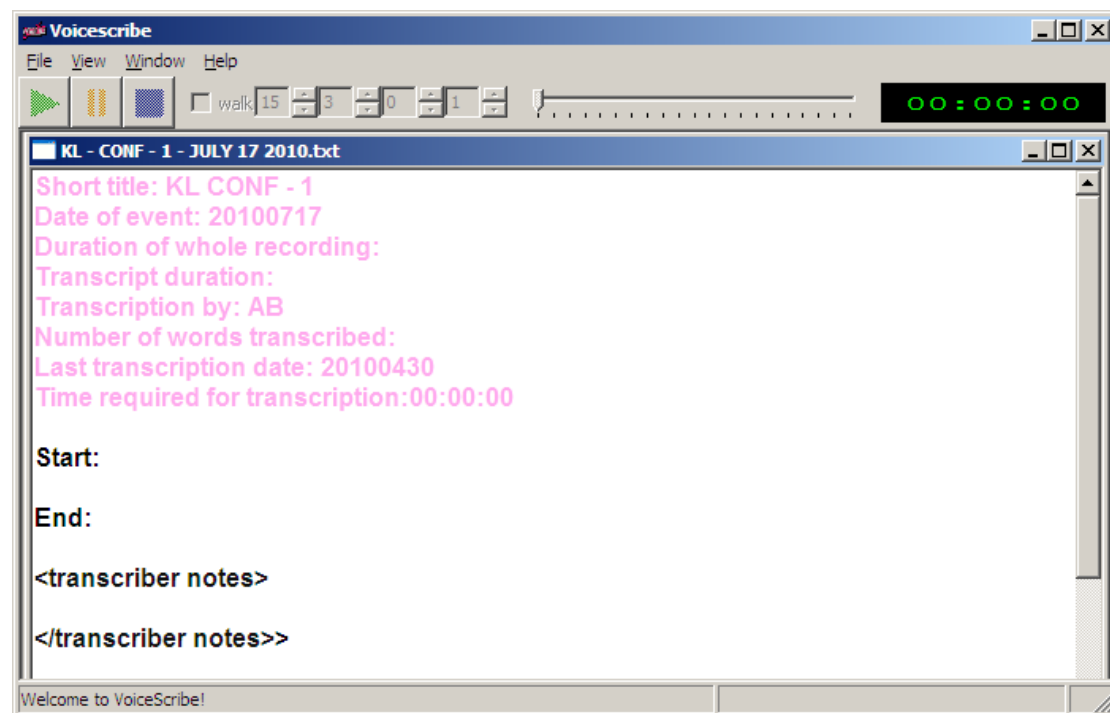 Voicescribe
File View Window Help
walk 15 3 0 1 00:00:00
KL - CONF - 1 - JULY 17 2010.txt
Short title: KL CONF - 1
Date of event: 20100717
Duration of whole recording:
Transcript duration:
Transcription by: AB
Number of words transcribed:
Last transcription date: 20100430
Time required for transcription:00:00:00
Start:
End:
<transcriber notes>
</transcriber notes>>
Welcome to VoiceScribe!